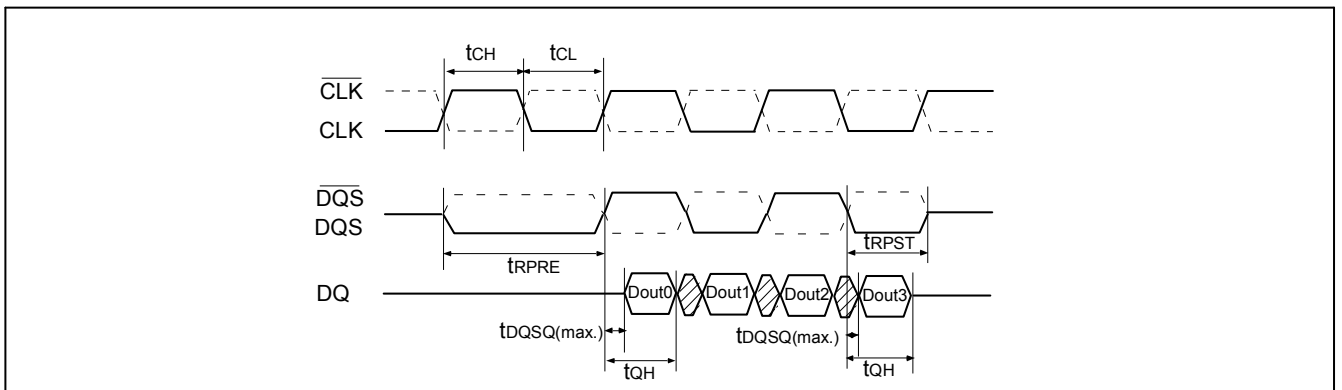 tCH tCL
CLK
CLK
DQS
DQS
tRPRE
tRPST
DQ
Dout0 Dout1 Dout2 Dout3
tDQSQ(max.) tDQSQ(max.)
tQH tQH